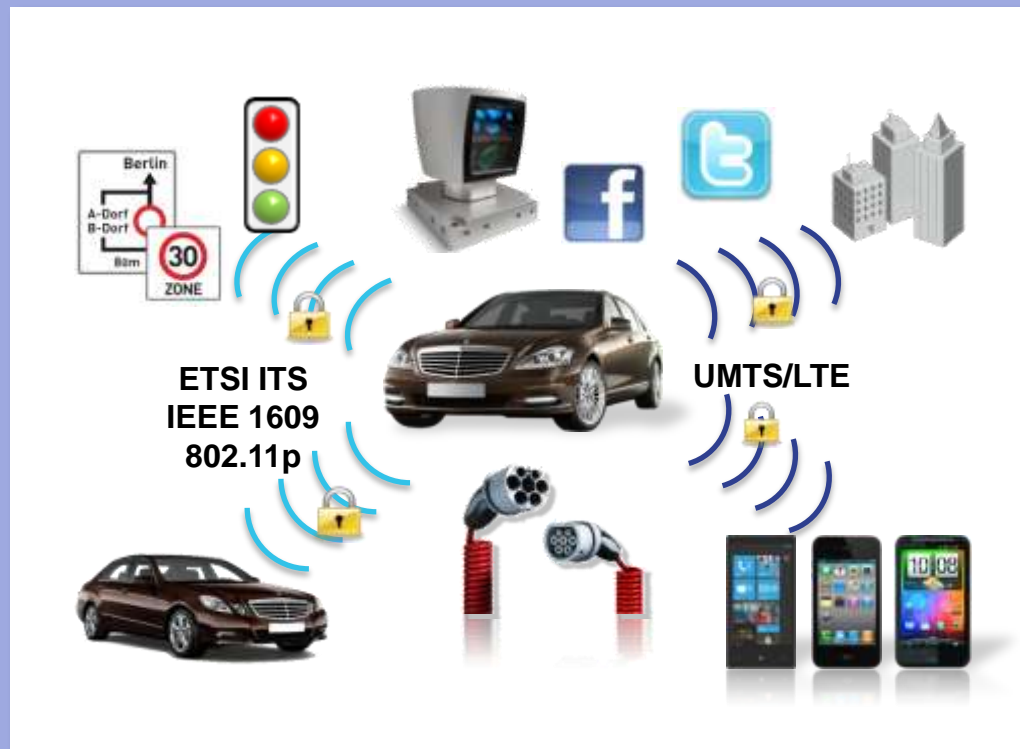 Berlin
A-Dorf
B-Dorf
30
ZONE
f
t
ETSI ITS
IEEE 1609
802.11p
UMTS/LTE
10 08